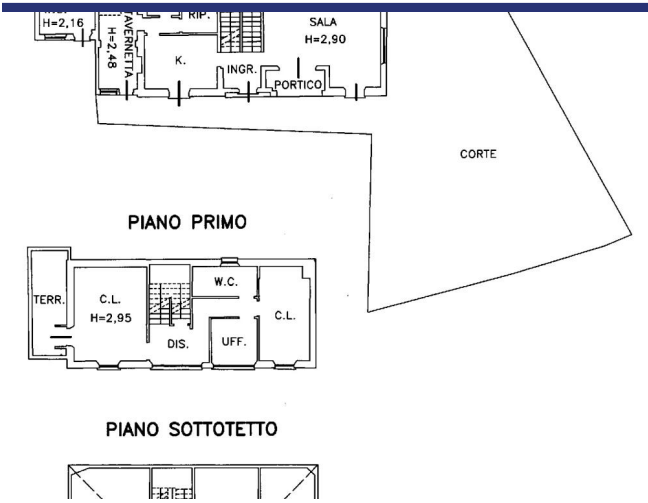 RIP.
H=2,16
TAVERNETTA
H=2,48
SALA
H=2,90
K.
INGR.
PORTICO
CORTE
PIANO PRIMO
TERR.
C.L.
H=2,95
W.C.
C.L.
DIS.
UFF.
PIANO SOTTOTETTO